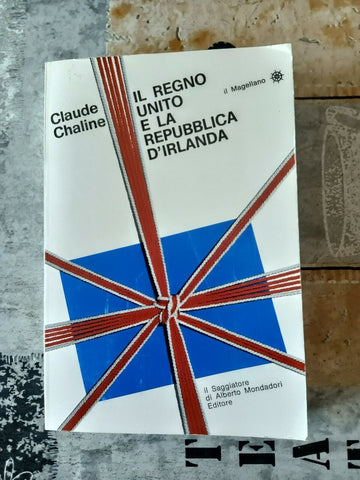 Claude
Chaline
IL REGNO
UNITO
E LA
REPUBBLICA
D'IRLANDA
il Magellano
il Saggiatore
di Alberto Mondadori
Editore
T E A T